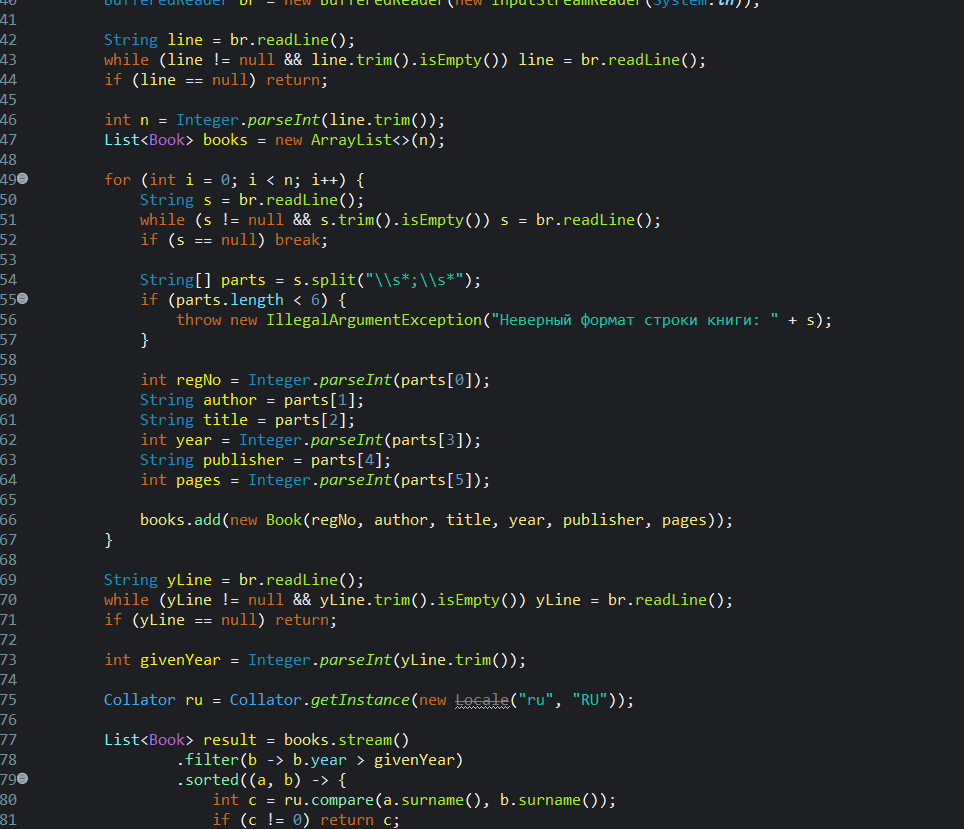 40 BufferedReader br = new BufferedReader(new InputStreamReader(System.in));
41
42 String line = br.readLine();
43 while (line != null && line.trim().isEmpty()) line = br.readLine();
44 if (line == null) return;
45
46 int n = Integer.parseInt(line.trim());
47 List<Book> books = new ArrayList<>(n);
48
49 for (int i = 0; i < n; i++) {
50 String s = br.readLine();
51 while (s != null && s.trim().isEmpty()) s = br.readLine();
52 if (s == null) break;
53
54 String[] parts = s.split("\\s*;\\s*");
55 if (parts.length < 6) {
56 throw new IllegalArgumentException("Неверный формат строки книги: " + s);
57 }
58
59 int regNo = Integer.parseInt(parts[0]);
60 String author = parts[1];
61 String title = parts[2];
62 int year = Integer.parseInt(parts[3]);
63 String publisher = parts[4];
64 int pages = Integer.parseInt(parts[5]);
65
66 books.add(new Book(regNo, author, title, year, publisher, pages));
67 }
68
69 String yLine = br.readLine();
70 while (yLine != null && yLine.trim().isEmpty()) yLine = br.readLine();
71 if (yLine == null) return;
72
73 int givenYear = Integer.parseInt(yLine.trim());
74
75 Collator ru = Collator.getInstance(new Locale("ru", "RU"));
76
77 List<Book> result = books.stream()
78 .filter(b -> b.year > givenYear)
79 .sorted((a, b) -> {
80 int c = ru.compare(a.surname(), b.surname());
81 if (c != 0) return c;